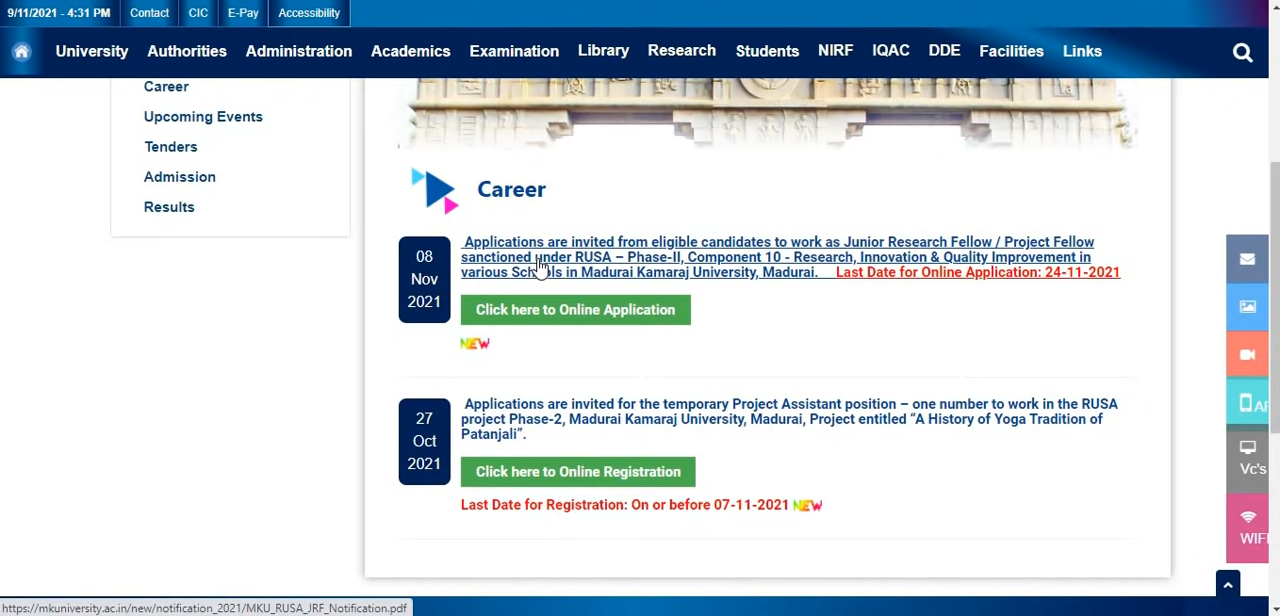 9/11/2021 - 4:31 PM Contact CIC E-Pay Accessibility
University Authorities Administration Academics Examination Library Research Students NIRF IQAC DDE Facilities Links
Career
Upcoming Events
Tenders
Admission
Results
Career
08
Nov
2021
Applications are invited from eligible candidates to work as Junior Research Fellow / Project Fellow
sanctioned under RUSA – Phase-II, Component 10 - Research, Innovation & Quality Improvement in
various Schools in Madurai Kamaraj University, Madurai. Last Date for Online Application: 24-11-2021
Click here to Online Application
NEW
27
Oct
2021
Applications are invited for the temporary Project Assistant position – one number to work in the RUSA
project Phase-2, Madurai Kamaraj University, Madurai, Project entitled “A History of Yoga Tradition of
Patanjali”.
Click here to Online Registration
Last Date for Registration: On or before 07-11-2021 NEW
Vc's
WIFI
https://mkuniversity.ac.in/new/notification_2021/MKU_RUSA_JRF_Notification.pdf